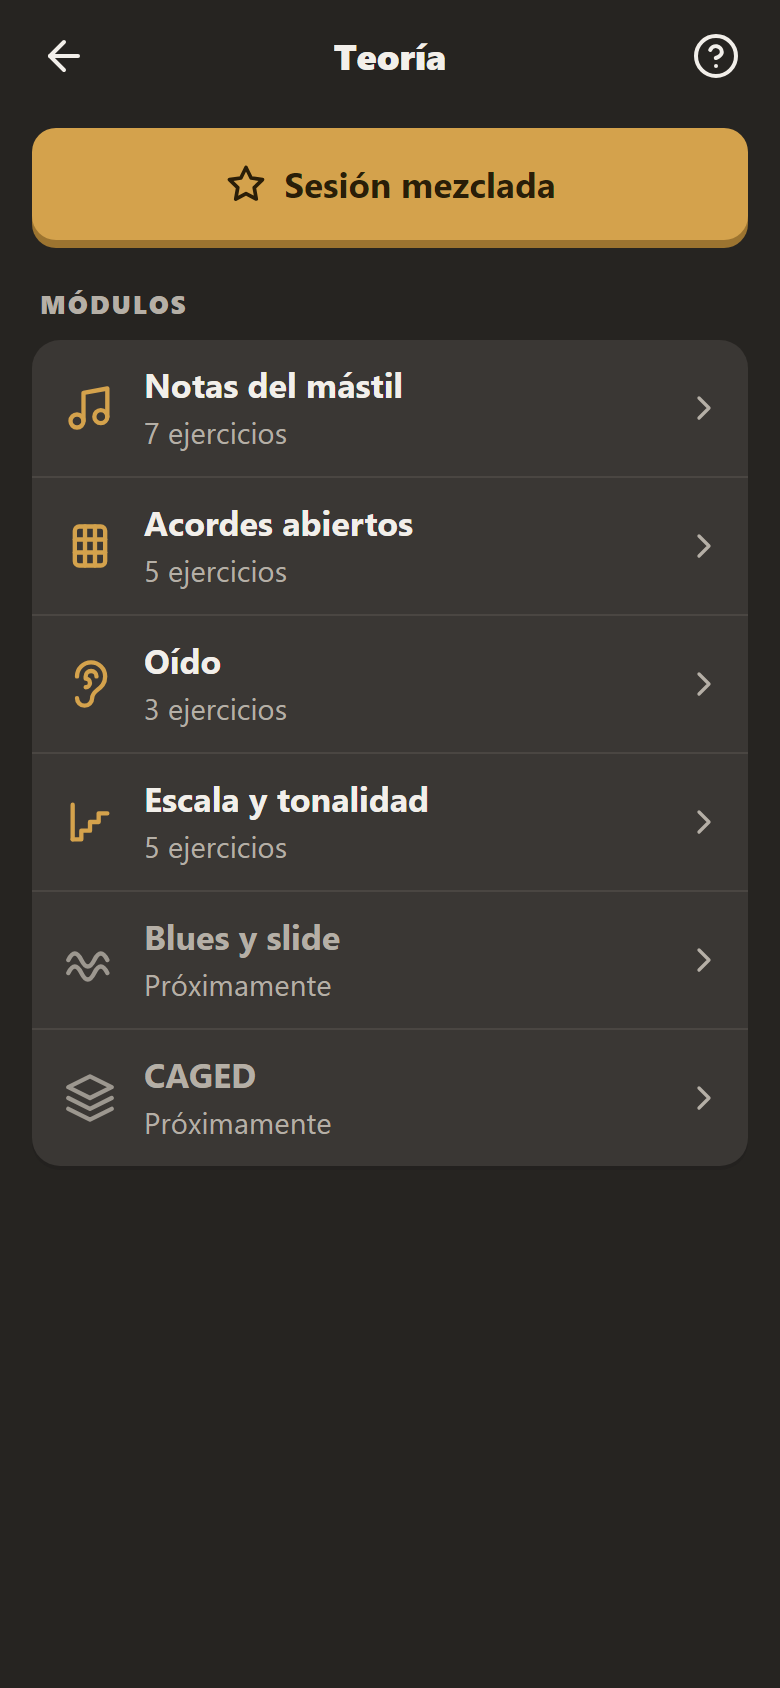 Teoría
Sesión mezclada
MÓDULOS
Notas del mástil
7 ejercicios
Acordes abiertos
5 ejercicios
Oído
3 ejercicios
Escala y tonalidad
5 ejercicios
Blues y slide
Próximamente
CAGED
Próximamente